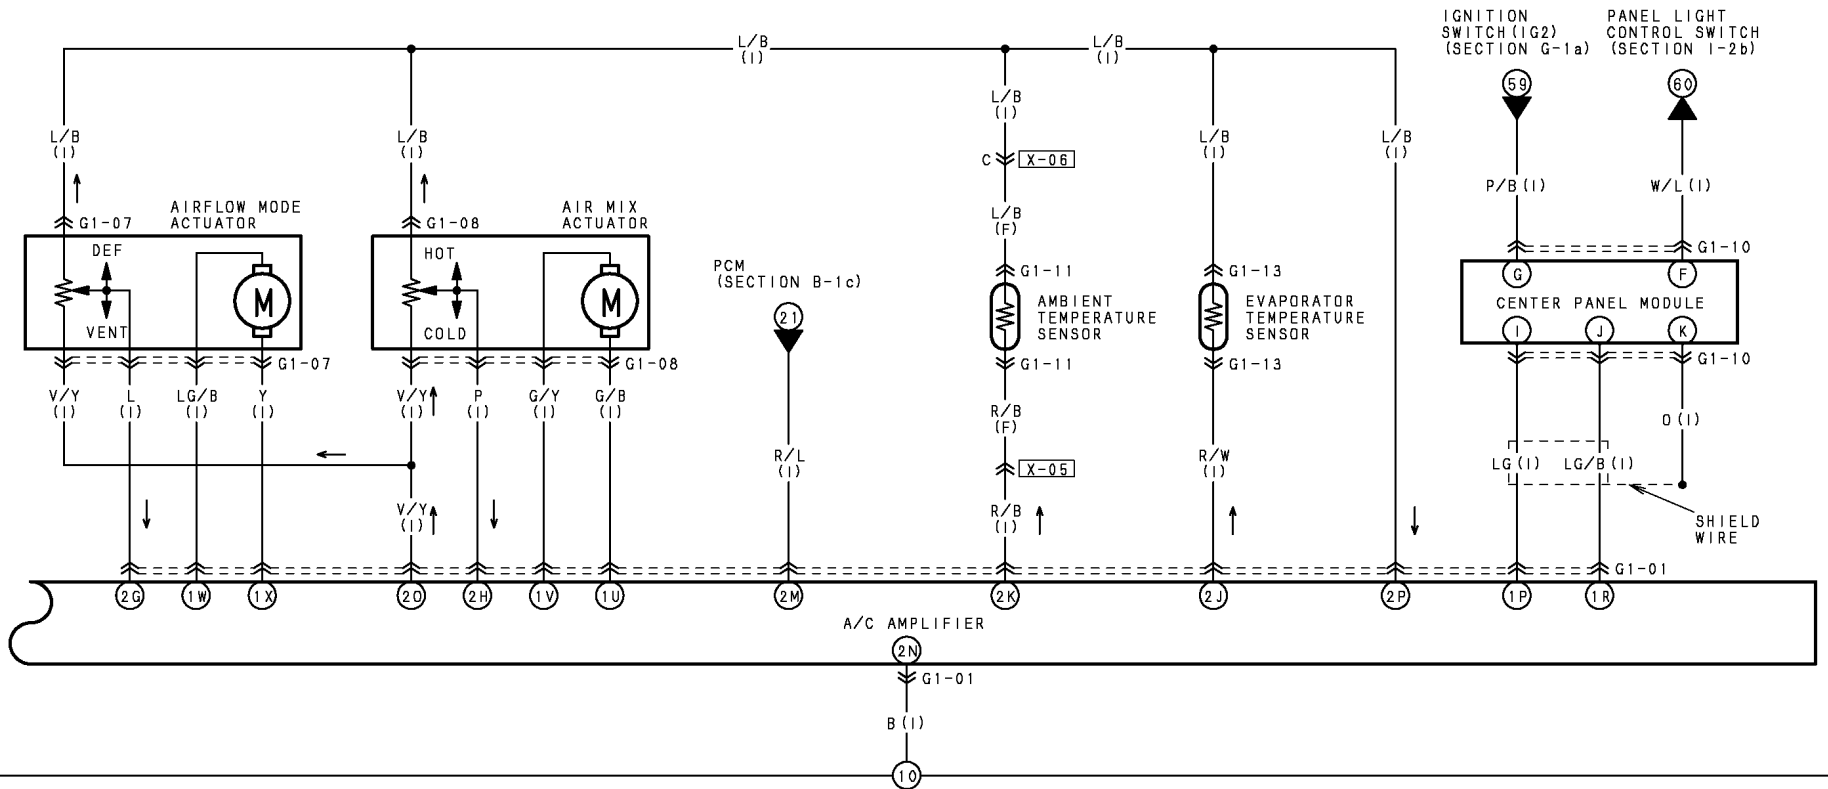 IGNITION
SWITCH(IG2)
(SECTION G-1a)
PANEL LIGHT
CONTROL SWITCH
(SECTION I-2b)
59
60
L/B
(I)
L/B
(I)
L/B
(I)
L/B
(I)
L/B
(I)
L/B
(I)
L/B
(I)
C
X-06
P/B(I)
W/L(I)
L/B
(F)
AIRFLOW MODE
ACTUATOR
G1-07
AIR MIX
ACTUATOR
G1-08
G1-10
DEF
VENT
M
HOT
COLD
M
PCM
(SECTION B-1c)
21
G1-11
AMBIENT
TEMPERATURE
SENSOR
G1-11
G1-13
EVAPORATOR
TEMPERATURE
SENSOR
G1-13
G
F
CENTER PANEL MODULE
I
J
K
G1-10
G1-07
G1-08
V/Y
(I)
L
(I)
LG/B
(I)
Y
(I)
V/Y
(I)
P
(I)
G/Y
(I)
G/B
(I)
R/B
(F)
O(I)
R/L
(I)
X-05
R/W
(I)
LG(I)
LG/B(I)
V/Y
(I)
R/B
(I)
SHIELD
WIRE
G1-01
2G
1W
1X
2O
2H
1V
1U
2M
2K
2J
2P
1P
1R
A/C AMPLIFIER
2N
G1-01
B(I)
10